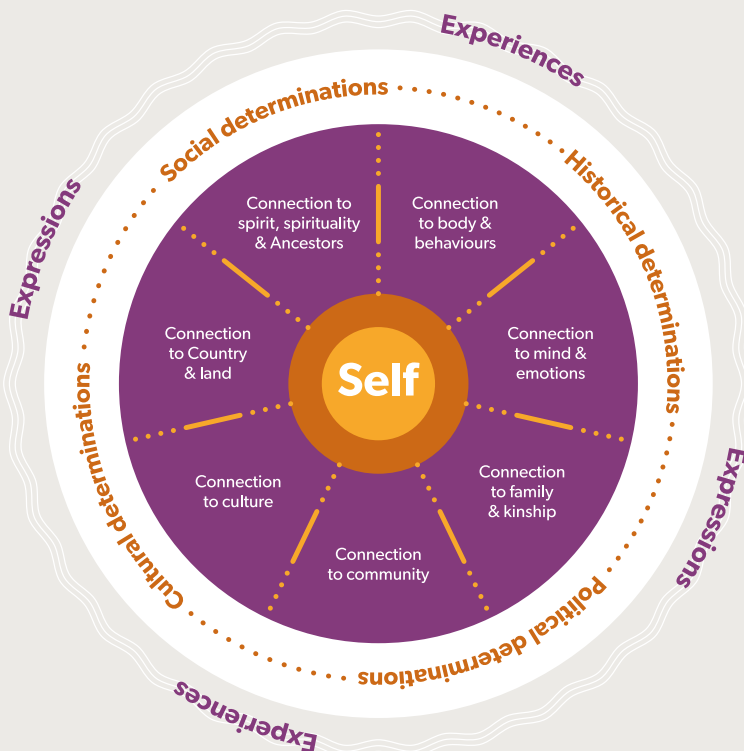 Experiences
Social determinations
Historical determinations
Expressions
Connection to
spirit, spirituality
& Ancestors
Connection
to body &
behaviours
Connection
to Country
& land
Self
Connection
to mind &
emotions
Cultural determinations
Connection
to culture
Connection
to family
& kinship
Expressions
Connection
to community
Political determinations
Experiences